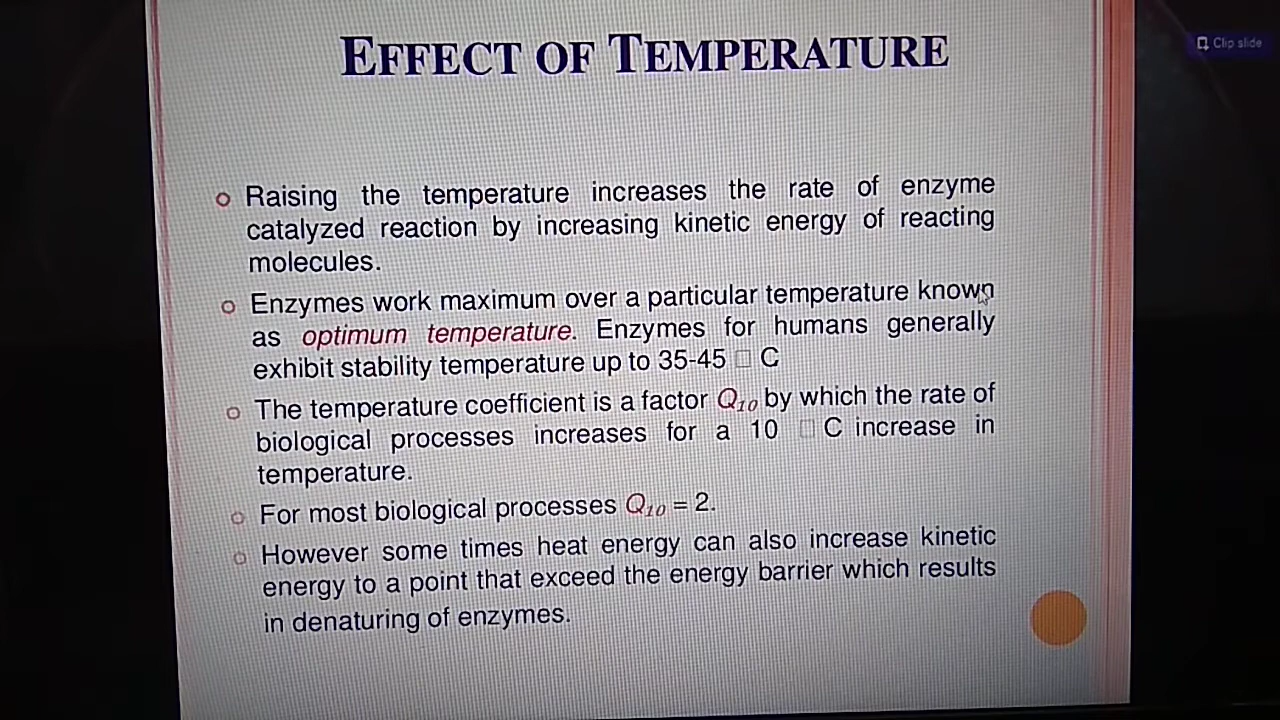 EFFECT OF TEMPERATURE
Clip slide
Raising the temperature increases the rate of enzyme
catalyzed reaction by increasing kinetic energy of reacting
molecules.
Enzymes work maximum over a particular temperature known
as optimum temperature. Enzymes for humans generally
exhibit stability temperature up to 35-45 □ C
The temperature coefficient is a factor Q10 by which the rate of
biological processes increases for a 10 □ C increase in
temperature.
For most biological processes Q10 = 2.
However some times heat energy can also increase kinetic
energy to a point that exceed the energy barrier which results
in denaturing of enzymes.